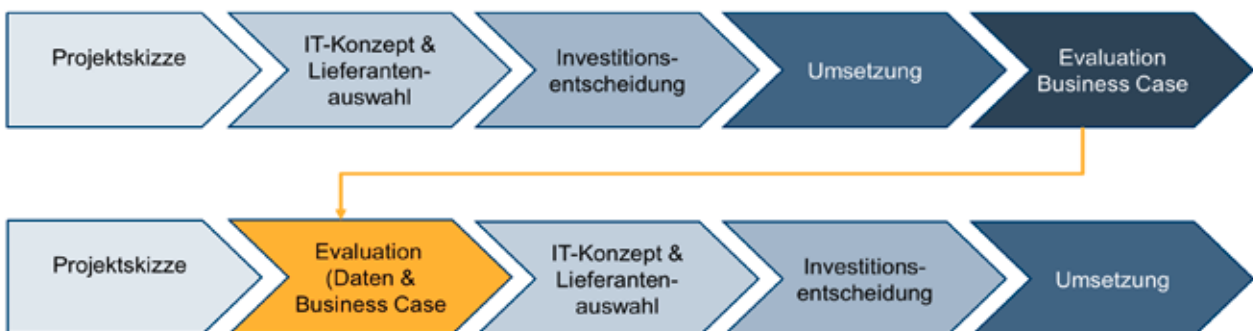 Projektskizze
IT-Konzept &
Lieferanten-
auswahl
Investitions-
entscheidung
Umsetzung
Evaluation
Business Case
Projektskizze
Evaluation
(Daten &
Business Case
IT-Konzept &
Lieferanten-
auswahl
Investitions-
entscheidung
Umsetzung